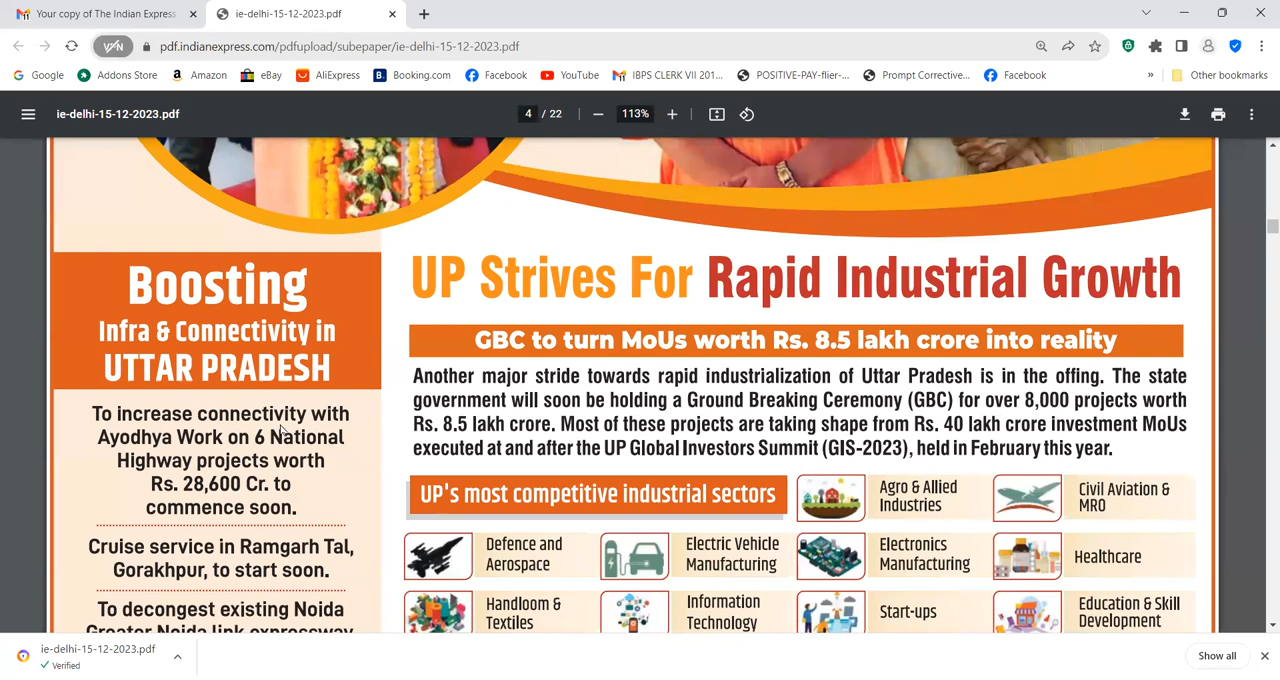 Your copy of The Indian Express
ie-delhi-15-12-2023.pdf
VPN
pdf.indianexpress.com/pdfupload/subepaper/ie-delhi-15-12-2023.pdf
Google
Addons Store
Amazon
eBay
AliExpress
Booking.com
Facebook
YouTube
IBPS CLERK VII 201...
POSITIVE-PAY-flier-...
Prompt Corrective...
Facebook
»
Other bookmarks
ie-delhi-15-12-2023.pdf
4 / 22
113%
Boosting
Infra & Connectivity in
UTTAR PRADESH
To increase connectivity with
Ayodhya Work on 6 National
Highway projects worth
Rs. 28,600 Cr. to
commence soon.
Cruise service in Ramgarh Tal,
Gorakhpur, to start soon.
To decongest existing Noida
Greater Noida link expressway
UP Strives For Rapid Industrial Growth
GBC to turn MoUs worth Rs. 8.5 lakh crore into reality
Another major stride towards rapid industrialization of Uttar Pradesh is in the offing. The state
government will soon be holding a Ground Breaking Ceremony (GBC) for over 8,000 projects worth
Rs. 8.5 lakh crore. Most of these projects are taking shape from Rs. 40 lakh crore investment MoUs
executed at and after the UP Global Investors Summit (GIS-2023), held in February this year.
UP's most competitive industrial sectors
Agro & Allied
Industries
Civil Aviation &
MRO
Defence and
Aerospace
Electric Vehicle
Manufacturing
Electronics
Manufacturing
Healthcare
Handloom &
Textiles
Information
Technology
Start-ups
Education & Skill
Development
ie-delhi-15-12-2023.pdf
Verified
Show all